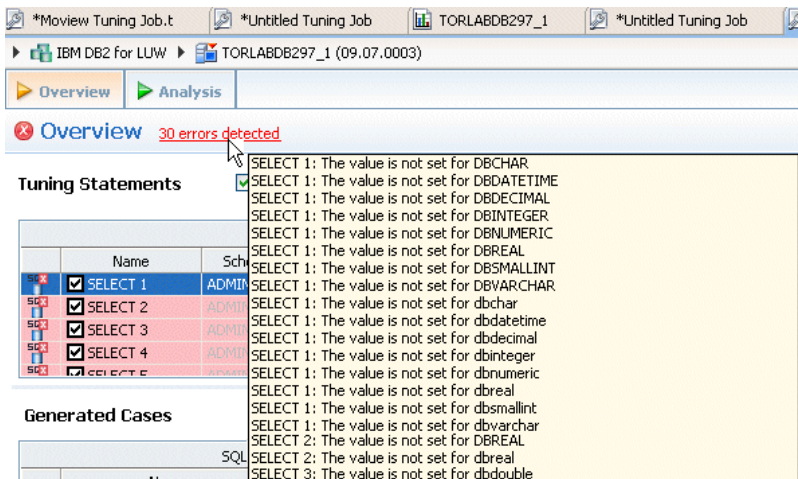 *Moview Tuning Job.t *Untitled Tuning Job TORLABDB297_1 *Untitled Tuning Job
IBM DB2 for LUW TORLABDB297_1 (09.07.0003)
Overview Analysis
Overview 30 errors detected
SELECT 1: The value is not set for DBCHAR
Tuning Statements
SELECT 1: The value is not set for DBDATETIME
SELECT 1: The value is not set for DBDECIMAL
SELECT 1: The value is not set for DBINTEGER
SELECT 1: The value is not set for DBNUMERIC
SELECT 1: The value is not set for DBREAL
SELECT 1: The value is not set for DBSMALLINT
SELECT 1: The value is not set for DBVARCHAR
SELECT 1: The value is not set for dbchar
SELECT 1: The value is not set for dbdatetime
SELECT 1: The value is not set for dbdecimal
SELECT 1: The value is not set for dbinteger
SELECT 1: The value is not set for dbnumeric
SELECT 1: The value is not set for dbreal
SELECT 1: The value is not set for dbsmallint
SELECT 1: The value is not set for dbvarchar
SELECT 2: The value is not set for DBREAL
SELECT 2: The value is not set for dbreal
SELECT 3: The value is not set for dbdouble
Name Sch
SELECT 1 ADMIN
SELECT 2 ADMIN
SELECT 3 ADMIN
SELECT 4 ADMIN
SELECT 5
Generated Cases
SQL